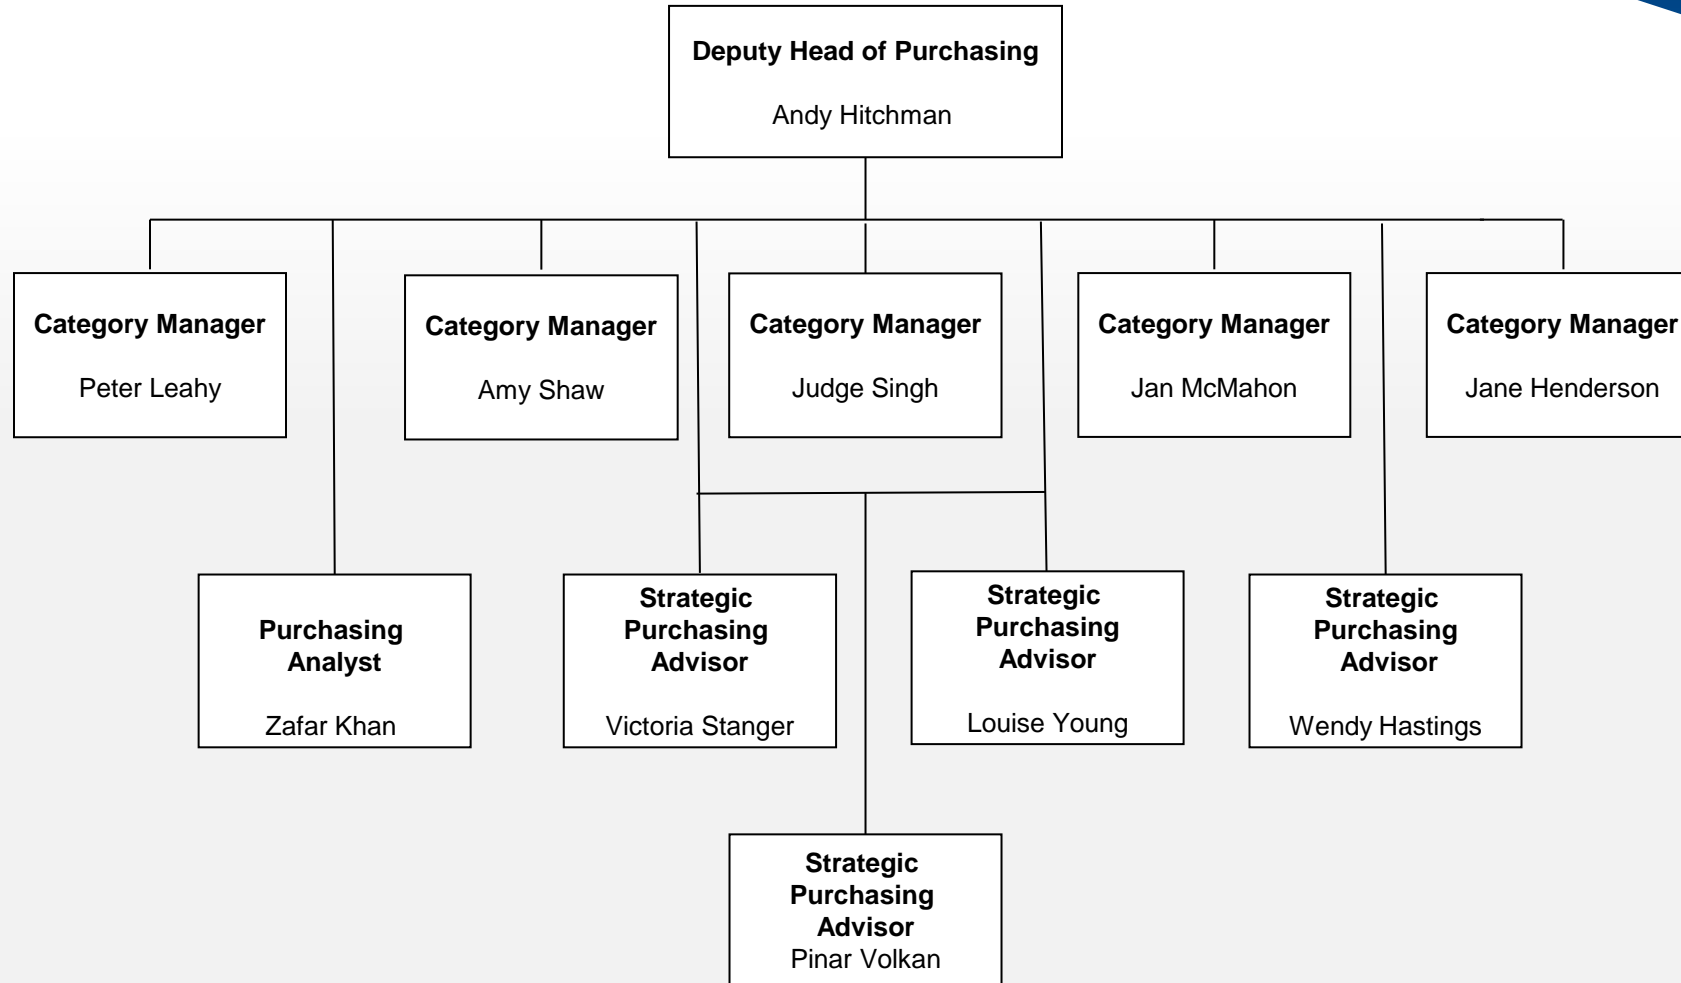 Deputy Head of Purchasing
Andy Hitchman
Category Manager
Peter Leahy
Category Manager
Amy Shaw
Category Manager
Judge Singh
Category Manager
Jan McMahon
Category Manager
Jane Henderson
Purchasing
Analyst
Zafar Khan
Strategic
Purchasing
Advisor
Victoria Stanger
Strategic
Purchasing
Advisor
Louise Young
Strategic
Purchasing
Advisor
Wendy Hastings
Strategic
Purchasing
Advisor
Pinar Volkan